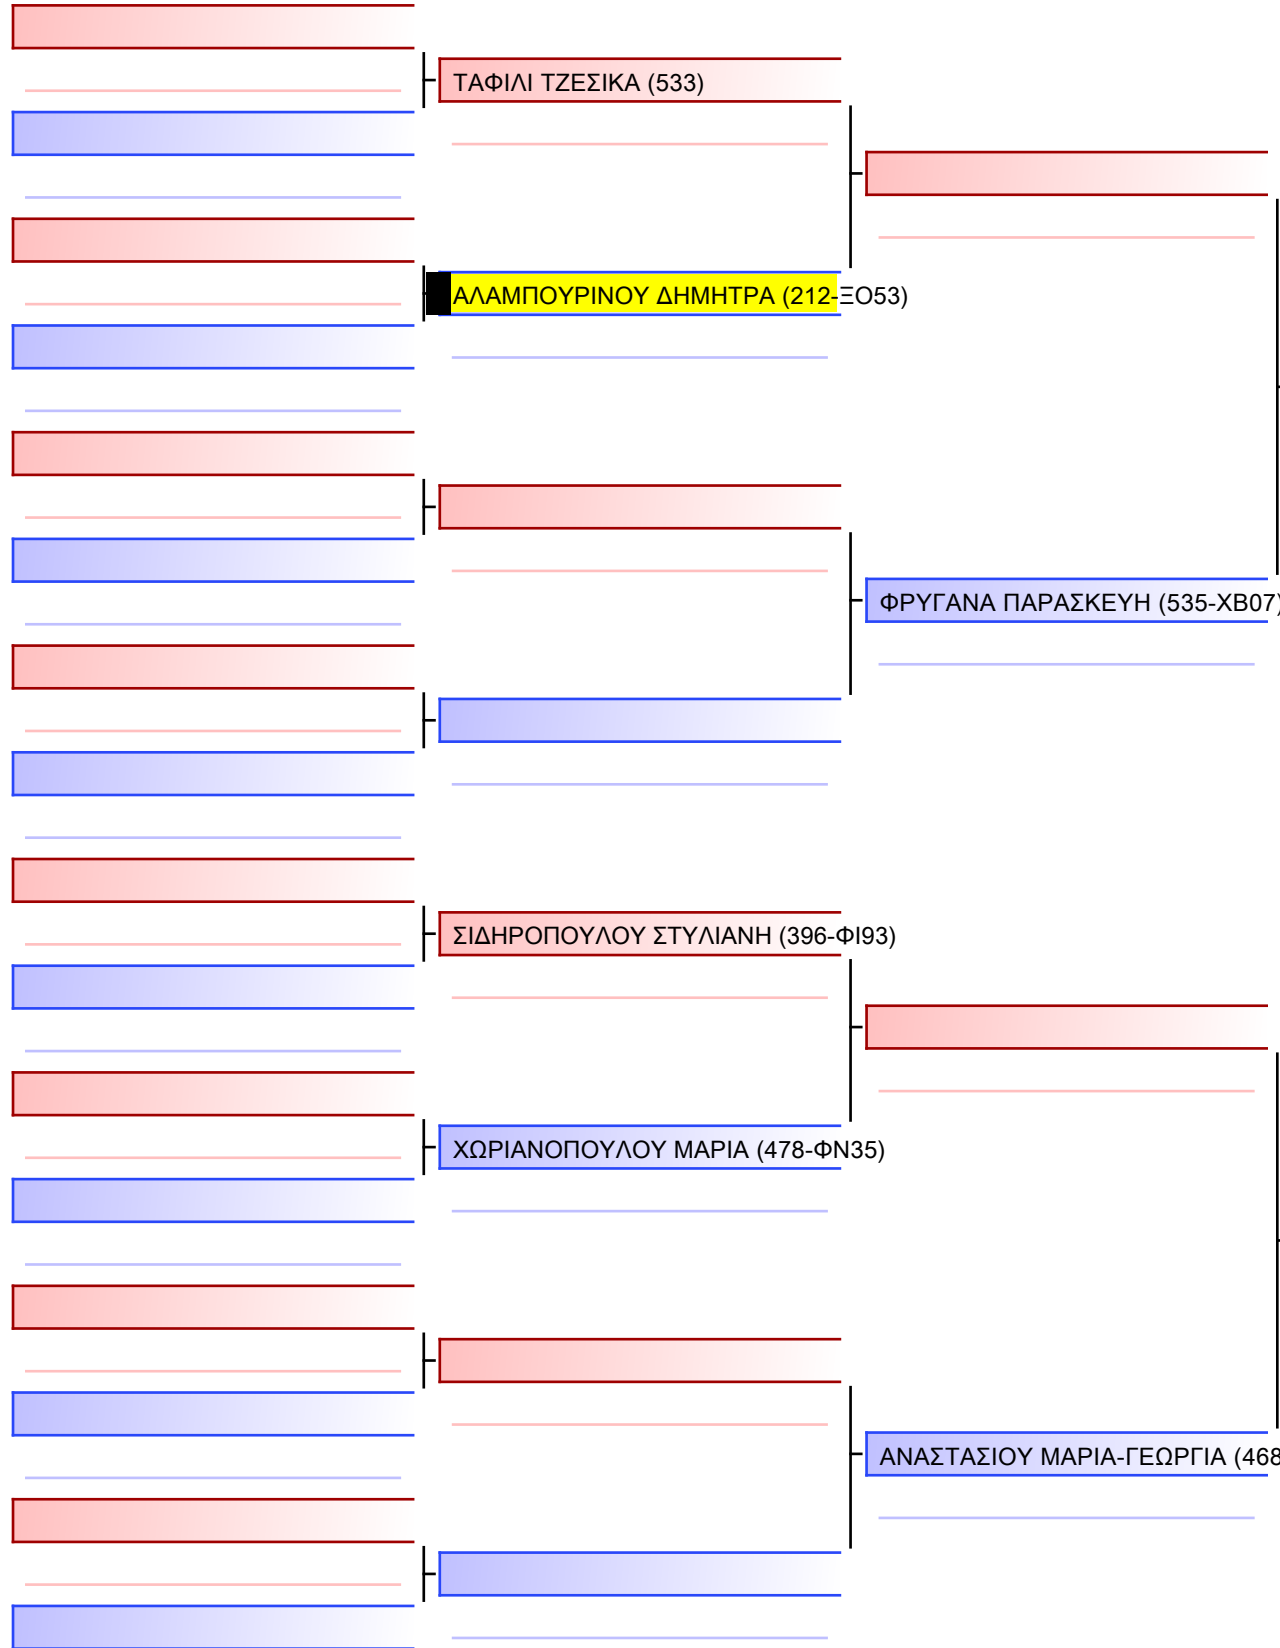 ΤΑΦΙΛΙ ΤΖΕΣΙΚΑ (533)
ΑΛΑΜΠΟΥΡΙΝΟΥ ΔΗΜΗΤΡΑ (212-ΞΟ53)
ΦΡΥΓΑΝΑ ΠΑΡΑΣΚΕΥΗ (535-ΧΒ07)
ΣΙΔΗΡΟΠΟΥΛΟΥ ΣΤΥΛΙΑΝΗ (396-ΦΙ93)
ΧΩΡΙΑΝΟΠΟΥΛΟΥ ΜΑΡΙΑ (478-ΦΝ35)
ΑΝΑΣΤΑΣΙΟΥ ΜΑΡΙΑ-ΓΕΩΡΓΙΑ (468